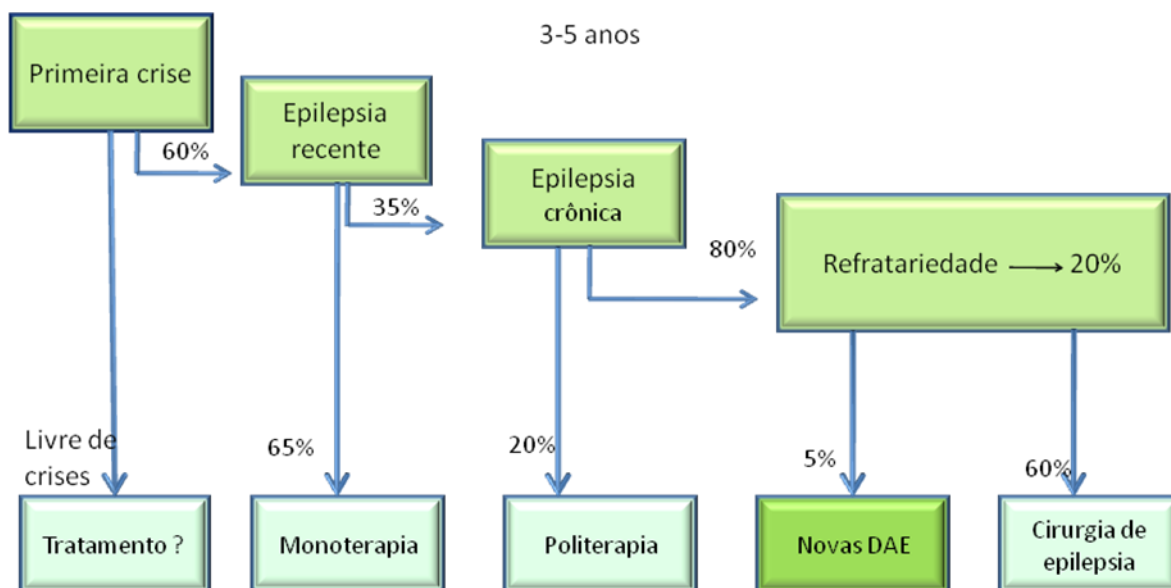 3-5 anos
Primeira crise
60%
Epilepsia
recente
35%
Epilepsia
crônica
80%
Refratariedade → 20%
Livre de
crises
65%
20%
5%
60%
Tratamento ?
Monoterapia
Politerapia
Novas DAE
Cirurgia de
epilepsia